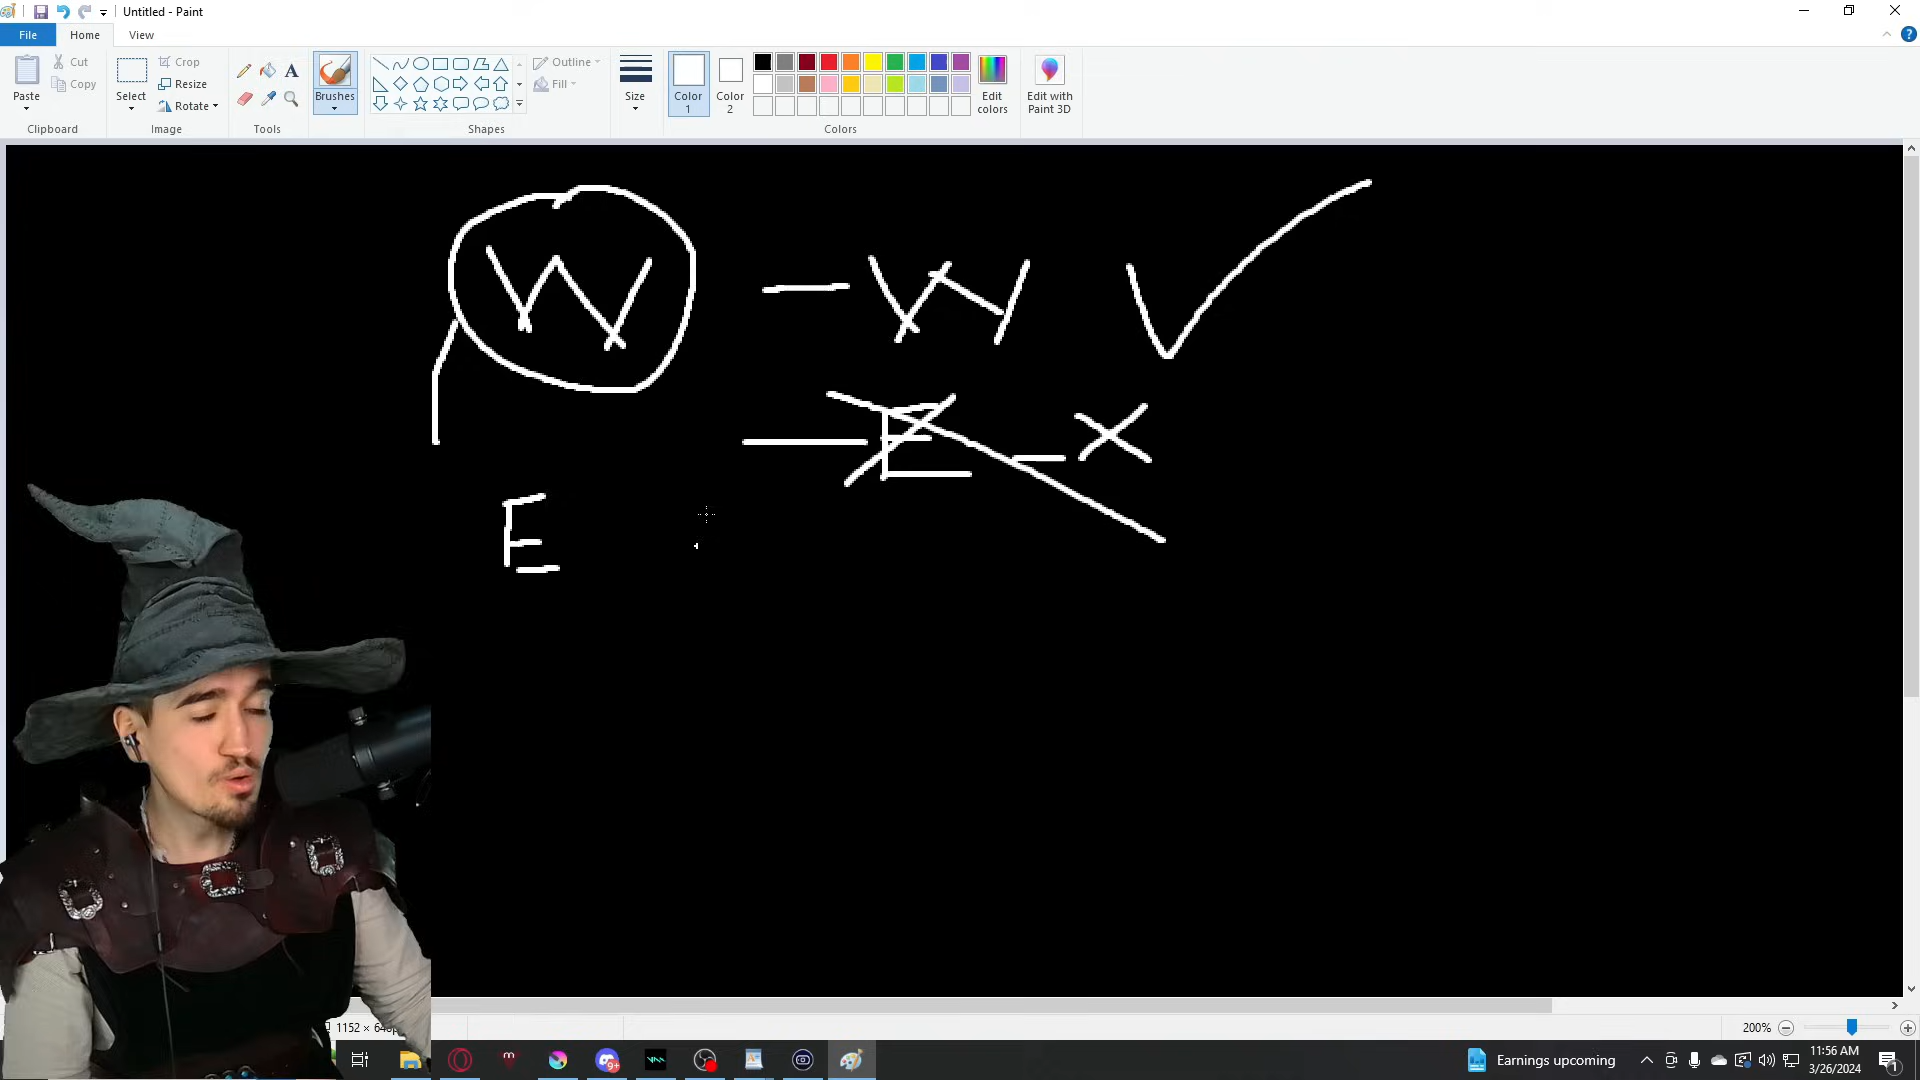 Untitled - Paint
File Home View
Paste Cut Copy Select Crop Resize Rotate Brushes Outline Fill Size Color 1 Color 2 Edit colors Edit with Paint 3D
Clipboard Image Tools Shapes Colors
W - W
E - X
E
200%
Earnings upcoming 11:56 AM
3/26/2024